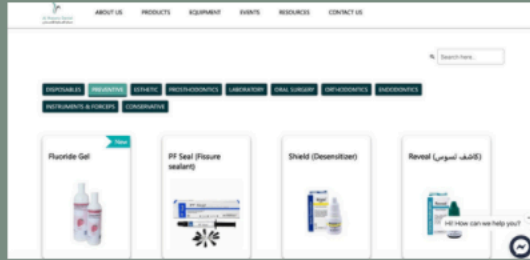 ABOUT US PRODUCTS EQUIPMENT EVENTS RESOURCES CONTACT US
Search here..
DISPOSABLES PREVENTIVE ESTHETIC PROSTHODONTICS LABORATORY ORAL SURGERY ORTHODONTICS ENDODONTICS
INSTRUMENTS & FORCEPS CONSERVATIVE
New
Fluoride Gel
PF Seal (Fissure
sealant)
Shield (Desensitizer)
Reveal (كاشف تسوس)
Hi! How can we help you?